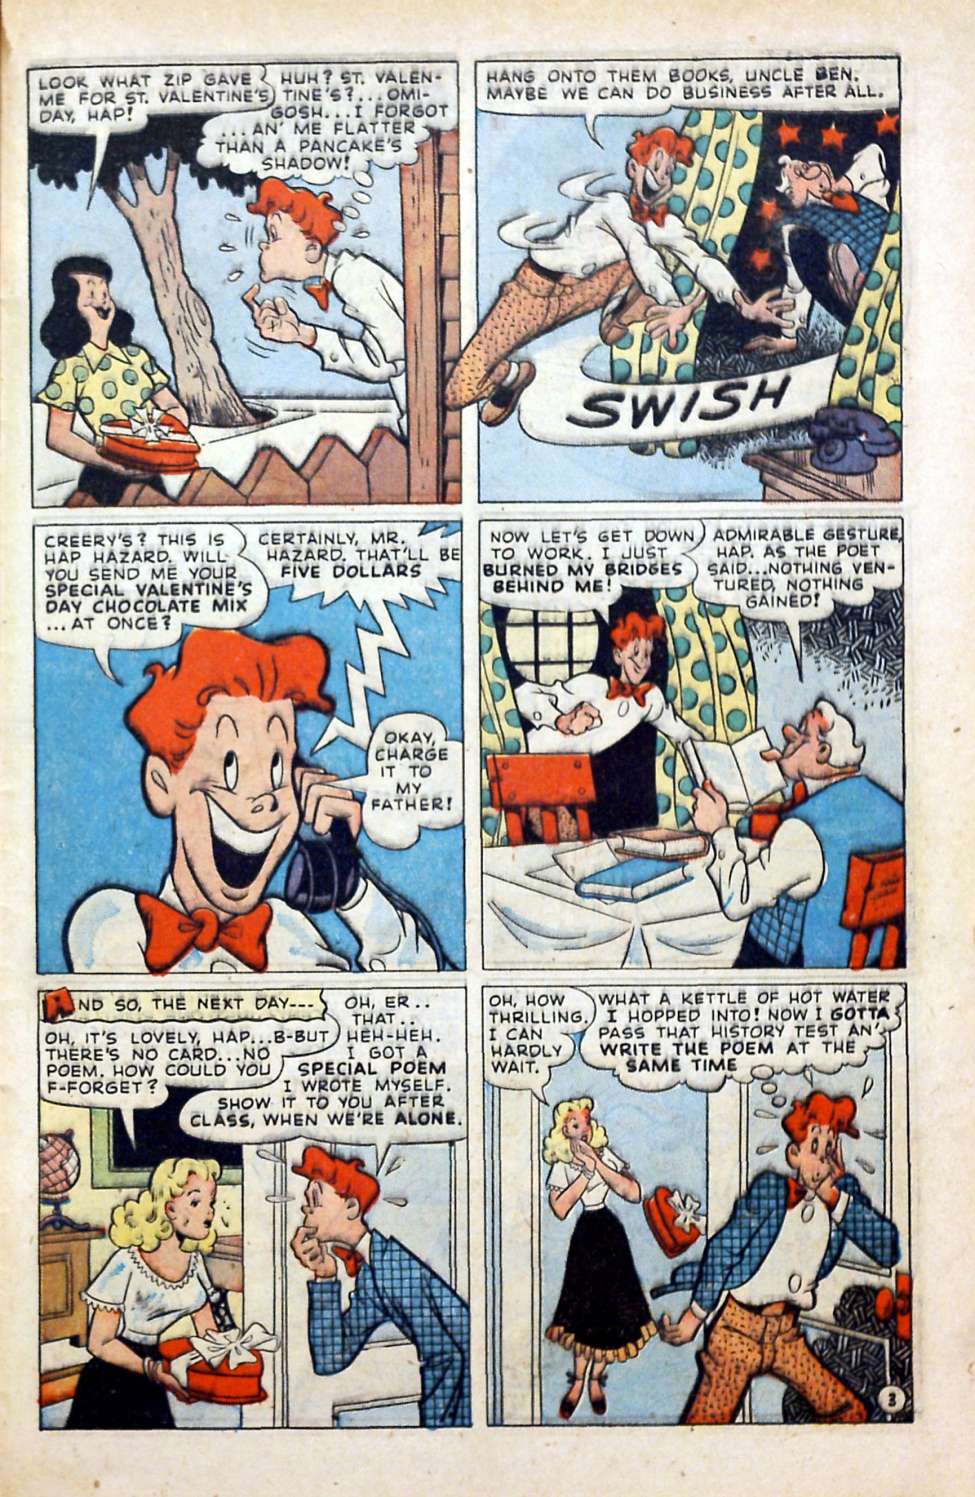 LOOK WHAT ZIP GAVE
ME FOR ST. VALENTINE'S
DAY, HAP!
HUH? ST. VALEN-
TINE'S?...OMI-
GOSH...I FORGOT
...AN' ME FLATTER
THAN A PANCAKE'S
SHADOW!
HANG ONTO THEM BOOKS, UNCLE BEN.
MAYBE WE CAN DO BUSINESS AFTER ALL.
SWISH
CREERY'S? THIS IS
HAP HAZARD. WILL
YOU SEND ME YOUR
SPECIAL VALENTINE'S
DAY CHOCOLATE MIX
...AT ONCE?
CERTAINLY, MR.
HAZARD. THAT'LL BE
FIVE DOLLARS
OKAY,
CHARGE
IT TO
MY
FATHER!
NOW LET'S GET DOWN
TO WORK. I JUST
BURNED MY BRIDGES
BEHIND ME!
ADMIRABLE GESTURE,
HAP. AS THE POET
SAID...NOTHING VEN-
TURED, NOTHING
GAINED!
AND SO, THE NEXT DAY---
OH, IT'S LOVELY, HAP...B-BUT
THERE'S NO CARD...NO
POEM. HOW COULD YOU
F-FORGET?
OH, ER..
THAT..
HEH-HEH.
I GOT A
SPECIAL POEM
I WROTE MYSELF.
SHOW IT TO YOU AFTER
CLASS, WHEN WE'RE ALONE.
OH, HOW
THRILLING.
I CAN
HARDLY
WAIT.
WHAT A KETTLE OF HOT WATER
I HOPPED INTO! NOW I GOTTA
PASS THAT HISTORY TEST AN'
WRITE THE POEM AT THE
SAME TIME
3